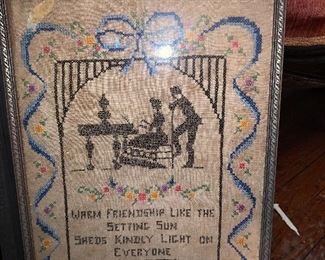 WARM FRIENDSHIP LIKE THE
SETTING SUN
SHEDS KINDLY LIGHT ON
EVERYONE